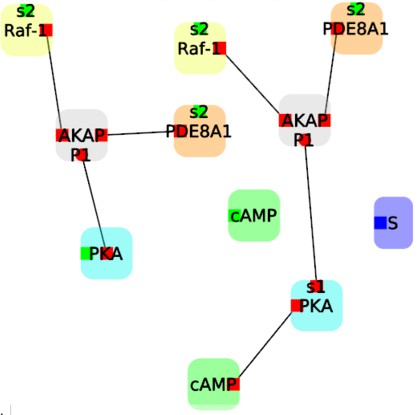 s2
Raf-1
s2
Raf-1
s2
PDE8A1
AKAP
P1
s2
PDE8A1
AKAP
P1
cAMP
S
PKA
s1
PKA
cAMP